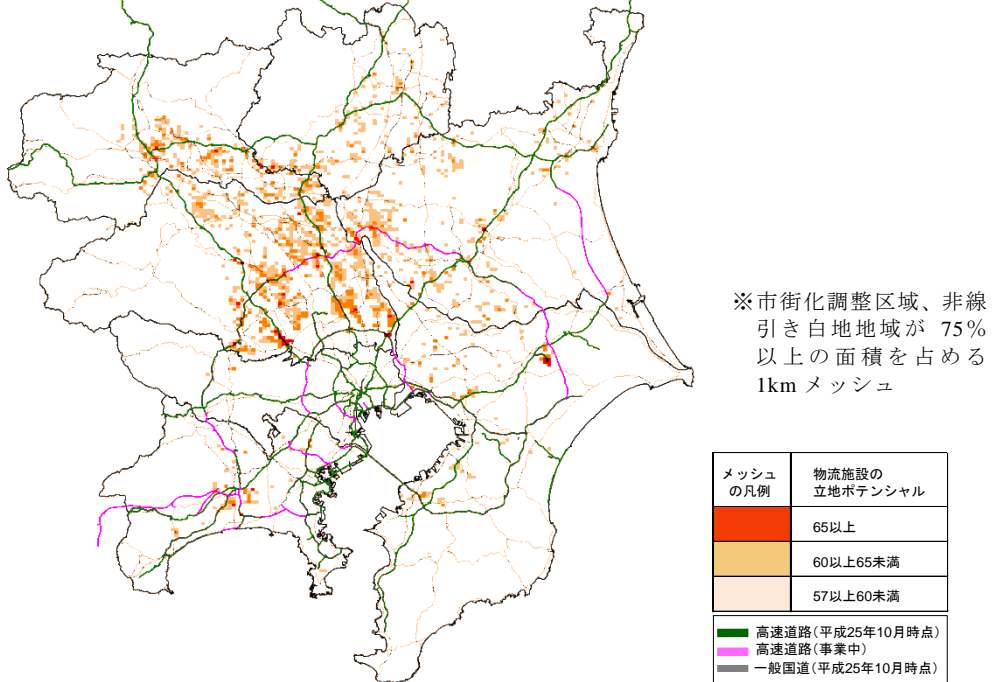 ※市街化調整区域、非線
引き白地地域が 75%
以上の面積を占める
1km メッシュ
メッシュ
の凡例
物流施設の
立地ポテンシャル
65以上
60以上65未満
57以上60未満
高速道路(平成25年10月時点)
高速道路(事業中)
一般国道(平成25年10月時点)